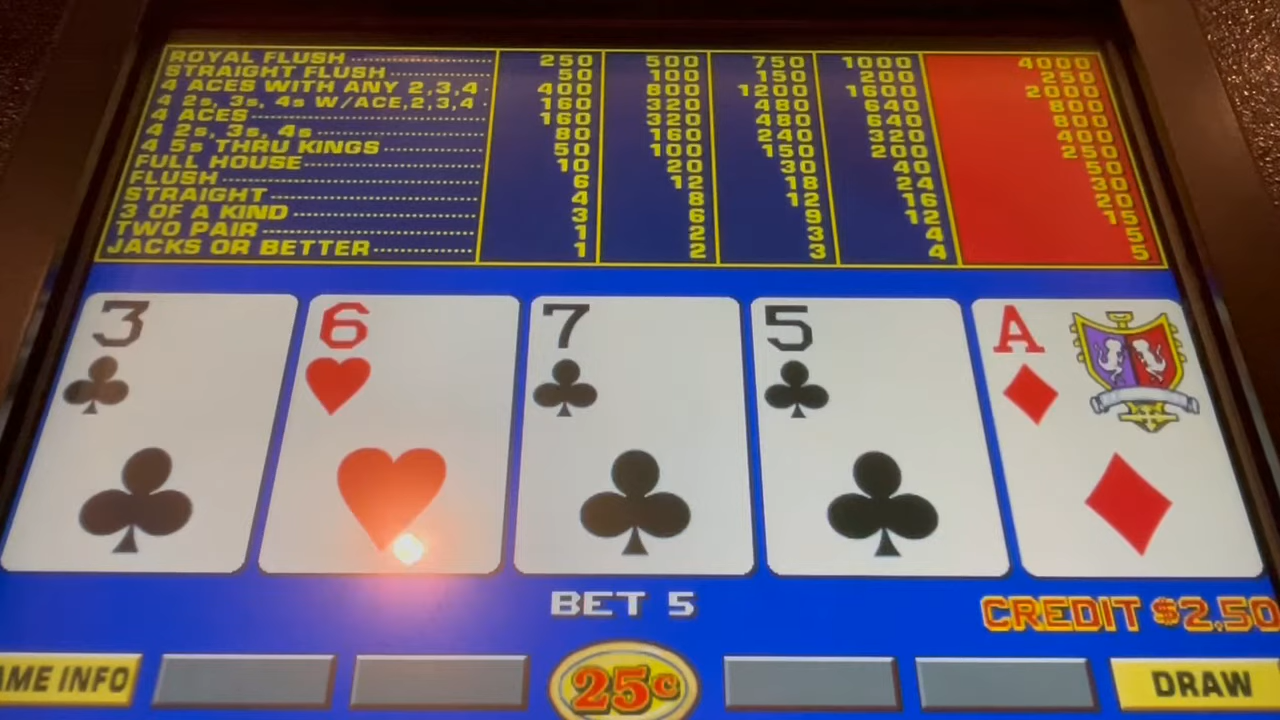 ROYAL FLUSH 250 500 750 1000 4000
STRAIGHT FLUSH 50 100 150 200 250
4 ACES WITH ANY 2,3,4 400 800 1200 1600 2000
4 2s, 3s, 4s W/ACE,2,3,4 160 320 480 640 800
4 ACES 160 320 480 640 800
4 2s, 3s, 4s 80 160 240 320 400
4 5s THRU KINGS 50 100 150 200 250
FULL HOUSE 10 20 30 40 50
FLUSH 6 12 18 24 30
STRAIGHT 4 8 12 16 20
3 OF A KIND 3 6 9 12 15
TWO PAIR 1 2 3 4 5
JACKS OR BETTER 1 2 3 4 5
3 6 7 5 A
BET 5
CREDIT $2.50
AME INFO 25¢ DRAW